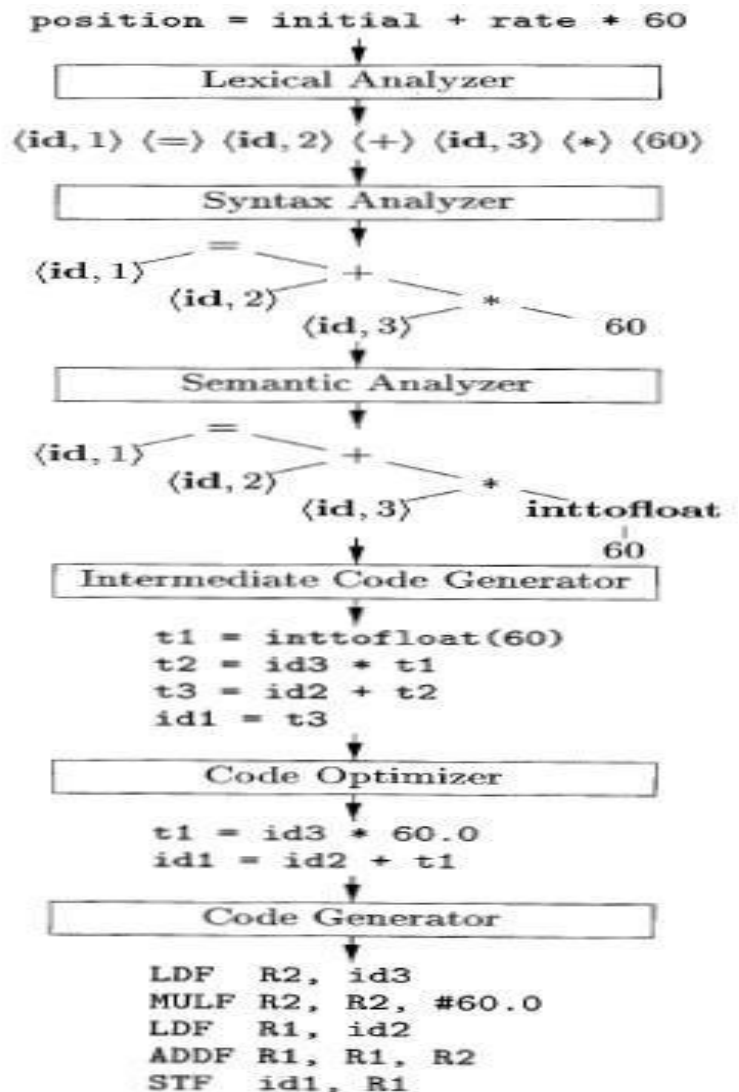 position = initial + rate * 60
Lexical Analyzer
⟨id, 1⟩ ⟨=⟩ ⟨id, 2⟩ ⟨+⟩ ⟨id, 3⟩ ⟨*⟩ ⟨60⟩
Syntax Analyzer
=
⟨id, 1⟩ +
⟨id, 2⟩ *
⟨id, 3⟩ 60
Semantic Analyzer
=
⟨id, 1⟩ +
⟨id, 2⟩ *
⟨id, 3⟩ inttofloat
60
Intermediate Code Generator
t1 = inttofloat(60)
t2 = id3 * t1
t3 = id2 + t2
id1 = t3
Code Optimizer
t1 = id3 * 60.0
id1 = id2 + t1
Code Generator
LDF R2, id3
MULF R2, R2, #60.0
LDF R1, id2
ADDF R1, R1, R2
STF id1, R1